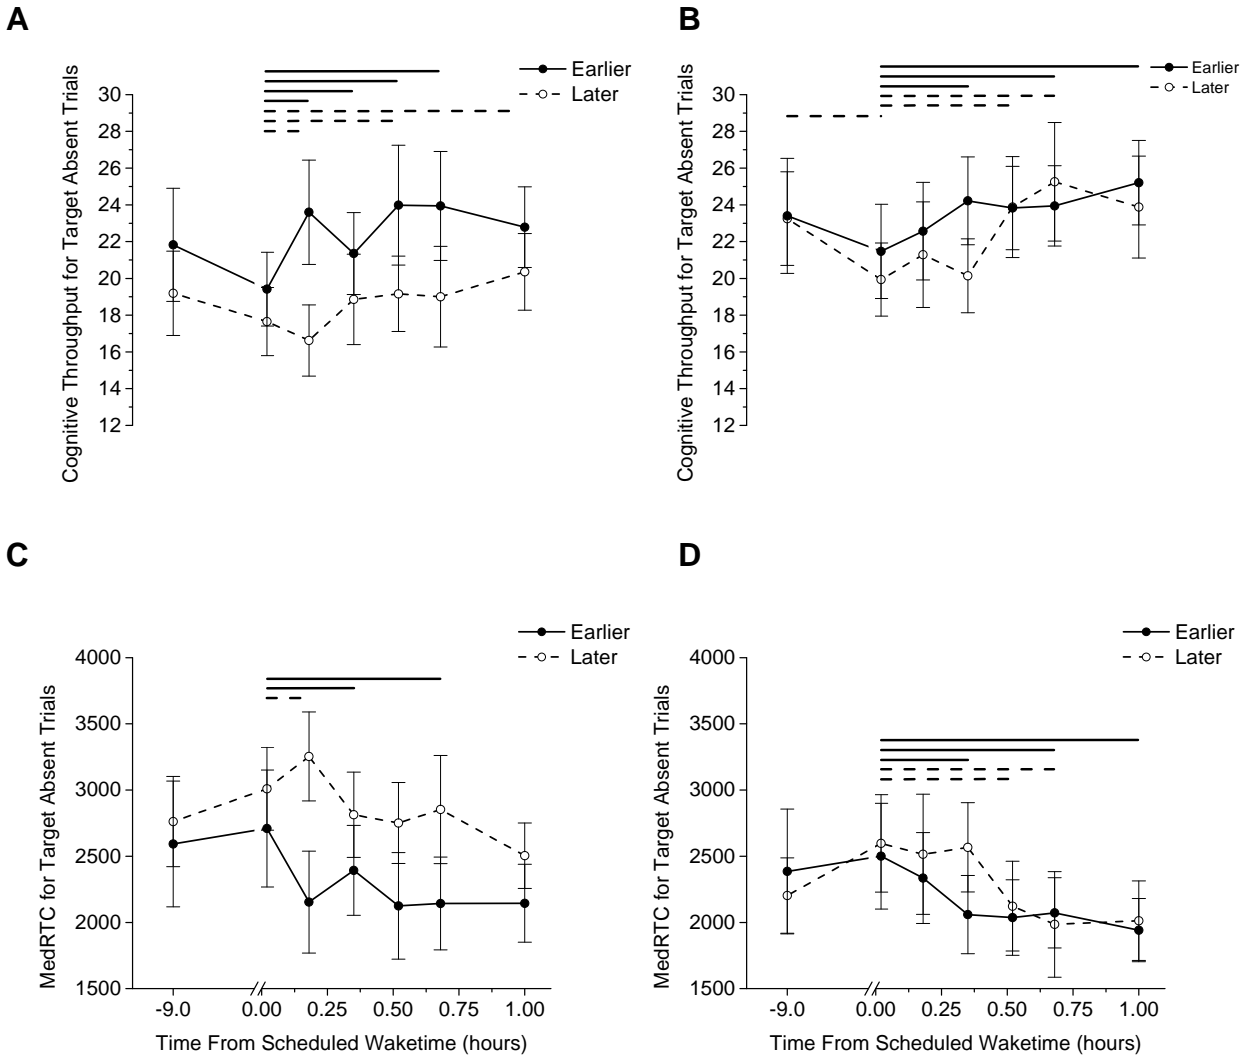 A
B
Cognitive Throughput for Target Absent Trials
30
28
26
24
22
20
18
16
14
12
Earlier
Later
Cognitive Throughput for Target Absent Trials
30
28
26
24
22
20
18
16
14
12
Earlier
Later
C
D
MedRTC for Target Absent Trials
4000
3500
3000
2500
2000
1500
Earlier
Later
-9.0 0.00 0.25 0.50 0.75 1.00
Time From Scheduled Waketime (hours)
MedRTC for Target Absent Trials
4000
3500
3000
2500
2000
1500
Earlier
Later
-9.0 0.00 0.25 0.50 0.75 1.00
Time From Scheduled Waketime (hours)